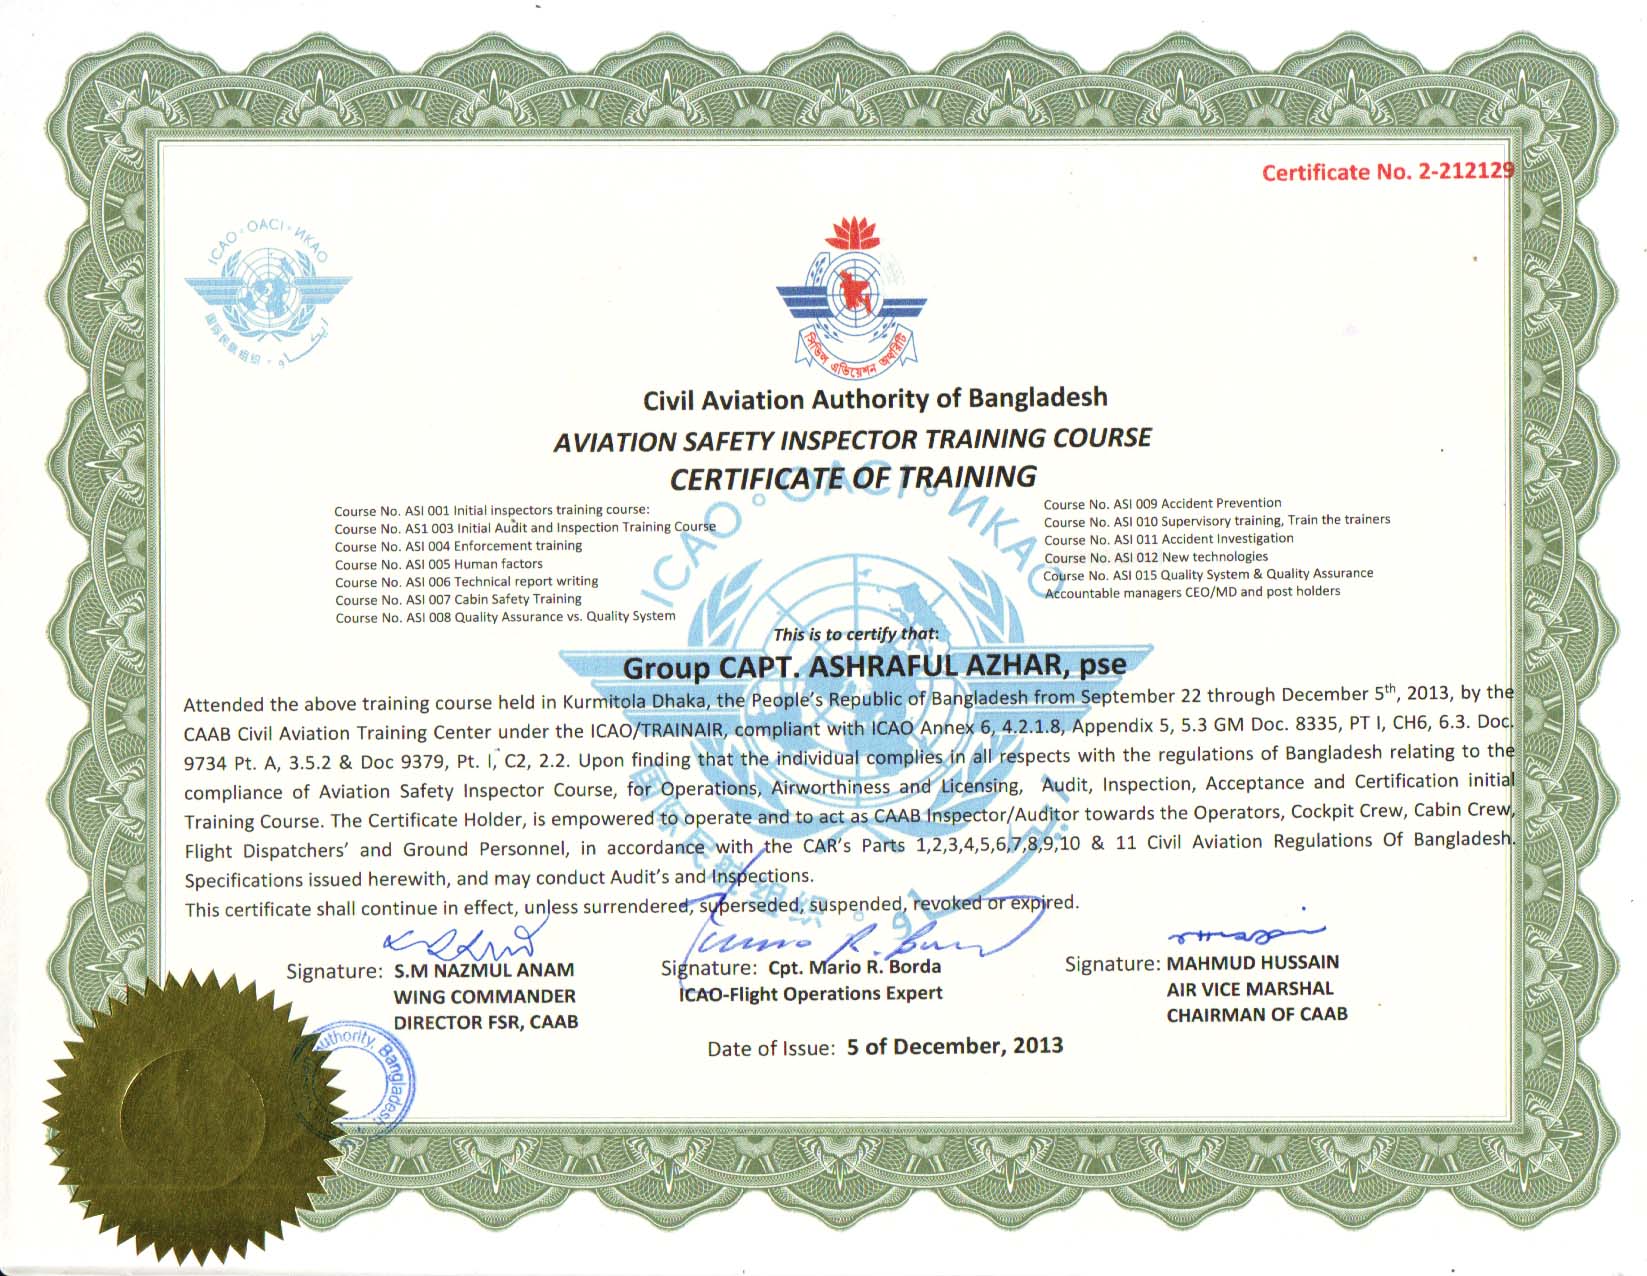 Certificate No. 2-212129
ICAO · OACI · ИКАО
国际民航组织
সিভিল এভিয়েশন অথরিটি
Civil Aviation Authority of Bangladesh
AVIATION SAFETY INSPECTOR TRAINING COURSE
CERTIFICATE OF TRAINING
ICAO · OACI · ИКАО
Course No. ASI 001 Initial inspectors training course:
Course No. AS1 003 Initial Audit and Inspection Training Course
Course No. ASI 004 Enforcement training
Course No. ASI 005 Human factors
Course No. ASI 006 Technical report writing
Course No. ASI 007 Cabin Safety Training
Course No. ASI 008 Quality Assurance vs. Quality System
Course No. ASI 009 Accident Prevention
Course No. ASI 010 Supervisory training, Train the trainers
Course No. ASI 011 Accident Investigation
Course No. ASI 012 New technologies
Course No. ASI 015 Quality System & Quality Assurance
Accountable managers CEO/MD and post holders
This is to certify that:
Group CAPT. ASHRAFUL AZHAR, pse
Attended the above training course held in Kurmitola Dhaka, the People's Republic of Bangladesh from September 22 through December 5th, 2013, by the
CAAB Civil Aviation Training Center under the ICAO/TRAINAIR, compliant with ICAO Annex 6, 4.2.1.8, Appendix 5, 5.3 GM Doc. 8335, PT I, CH6, 6.3. Doc.
9734 Pt. A, 3.5.2 & Doc 9379, Pt. I, C2, 2.2. Upon finding that the individual complies in all respects with the regulations of Bangladesh relating to the
compliance of Aviation Safety Inspector Course, for Operations, Airworthiness and Licensing, Audit, Inspection, Acceptance and Certification initial
Training Course. The Certificate Holder, is empowered to operate and to act as CAAB Inspector/Auditor towards the Operators, Cockpit Crew, Cabin Crew,
Flight Dispatchers' and Ground Personnel, in accordance with the CAR's Parts 1,2,3,4,5,6,7,8,9,10 & 11 Civil Aviation Regulations Of Bangladesh.
Specifications issued herewith, and may conduct Audit's and Inspections.
This certificate shall continue in effect, unless surrendered, superseded, suspended, revoked or expired.
国际民航组织
Signature: S.M NAZMUL ANAM
WING COMMANDER
DIRECTOR FSR, CAAB
Signature: Cpt. Mario R. Borda
ICAO-Flight Operations Expert
Signature: MAHMUD HUSSAIN
AIR VICE MARSHAL
CHAIRMAN OF CAAB
Date of Issue: 5 of December, 2013
Authority, Bangladesh